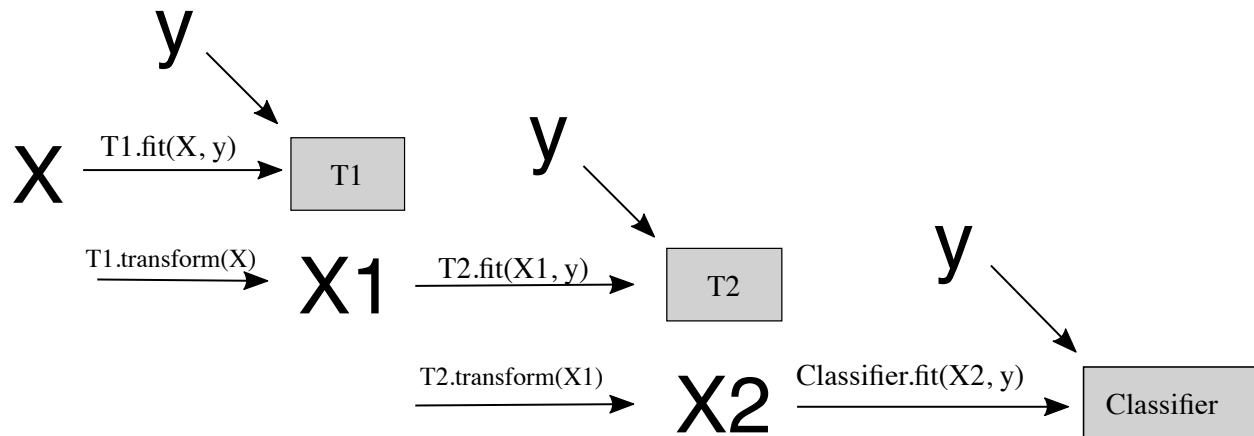 y
X
T1.fit(X, y)
T1
y
T1.transform(X)
X1
T2.fit(X1, y)
T2
y
T2.transform(X1)
X2
Classifier.fit(X2, y)
Classifier